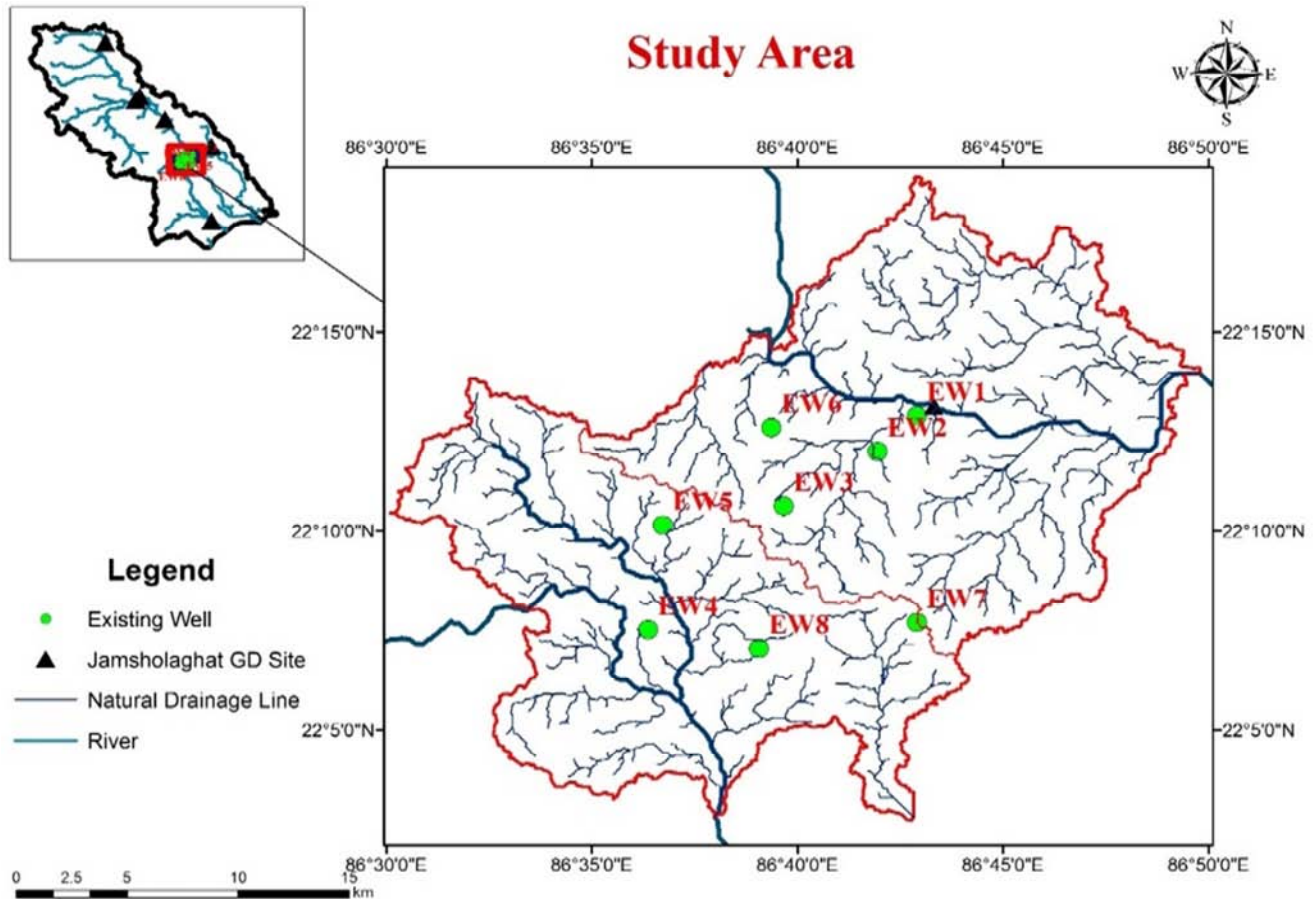 Study Area
N
W E
S
86°30'0"E 86°35'0"E 86°40'0"E 86°45'0"E 86°50'0"E
22°15'0"N 22°15'0"N
EW1
EW6
EW2
EW3
EW5
22°10'0"N 22°10'0"N
EW7
EW4
EW8
22°5'0"N 22°5'0"N
Legend
Existing Well
Jamsholaghat GD Site
Natural Drainage Line
River
86°30'0"E 86°35'0"E 86°40'0"E 86°45'0"E 86°50'0"E
0 2.5 5 10 15
km